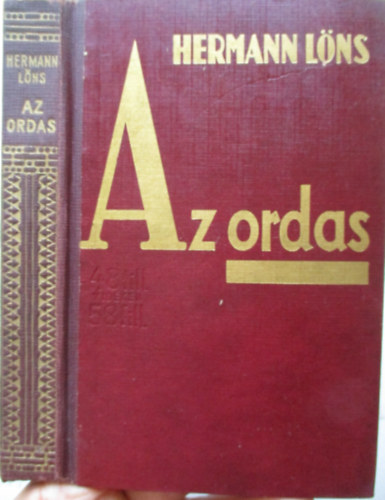 HERMANN
LÖNS
AZ
ORDAS
HERMANN LÖNS
Az ordas